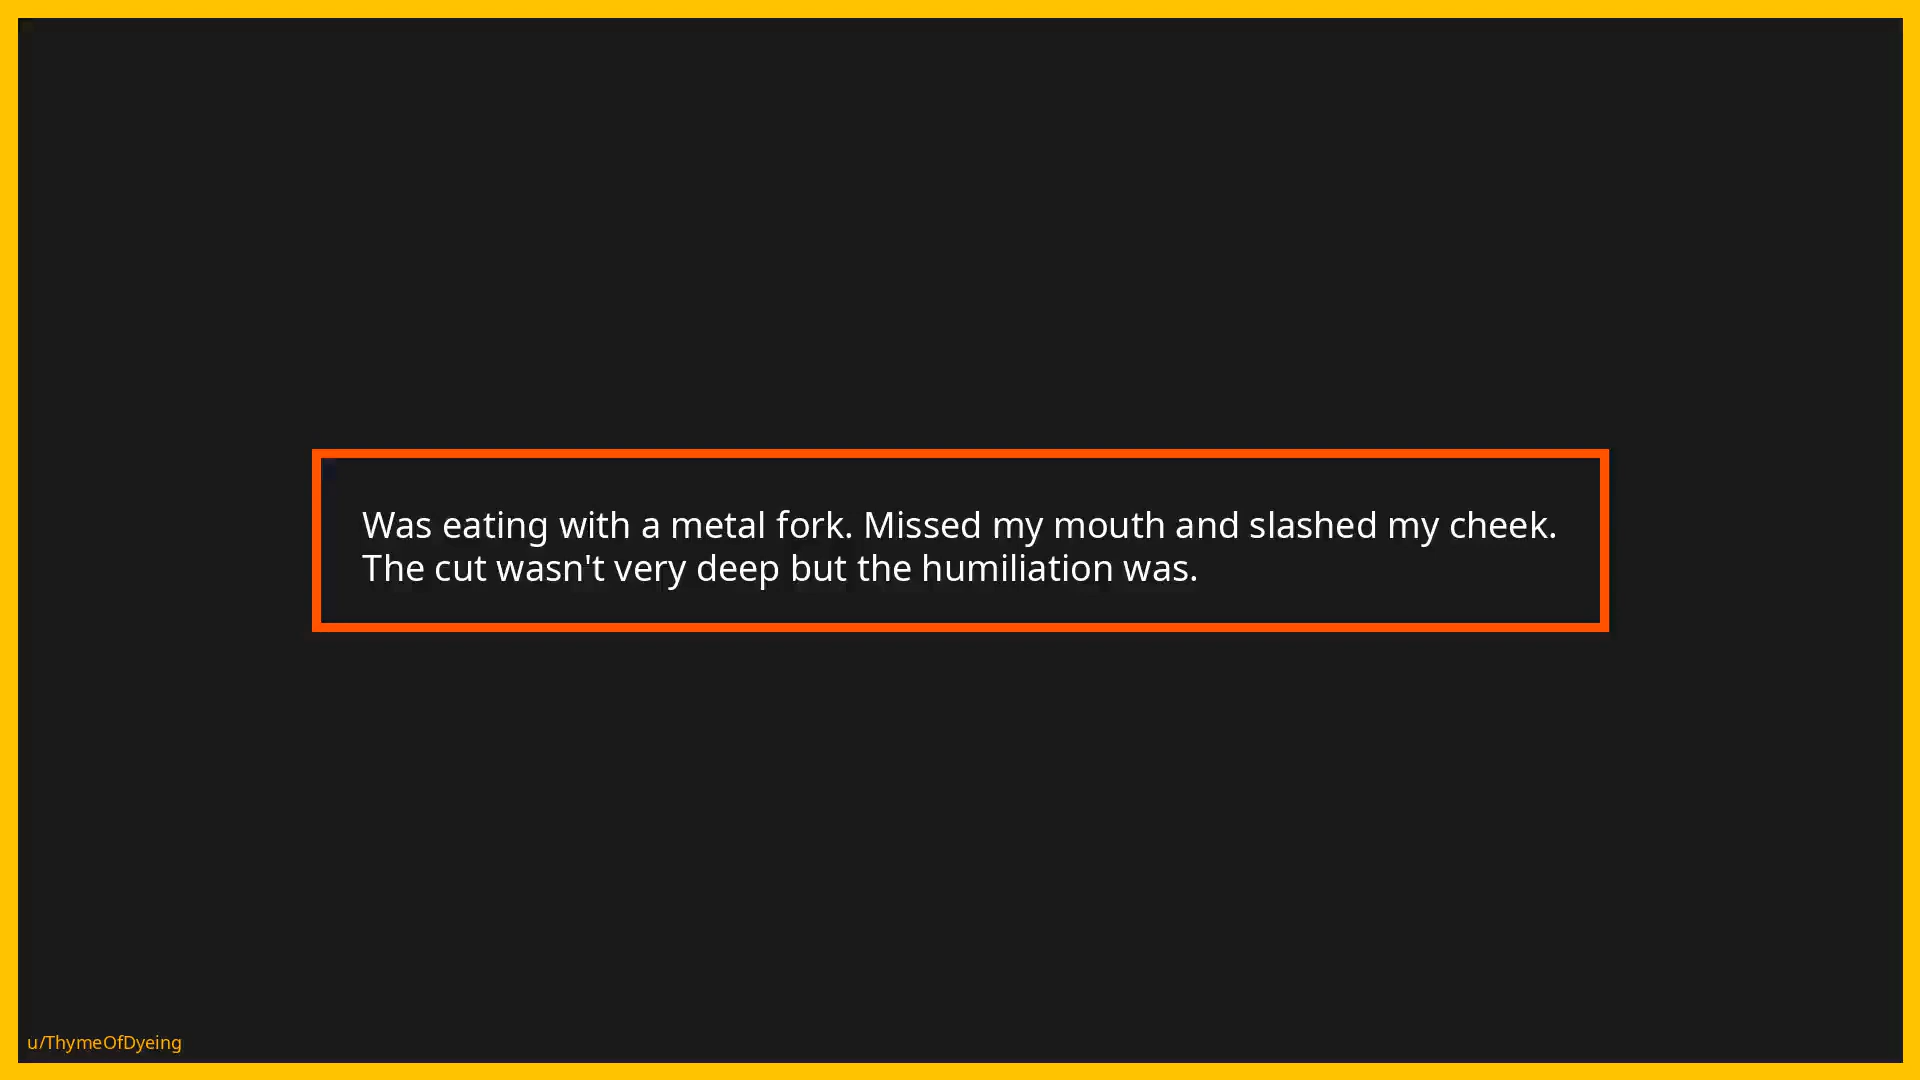 Was eating with a metal fork. Missed my mouth and slashed my cheek.
The cut wasn't very deep but the humiliation was.
u/ThymeOfDyeing